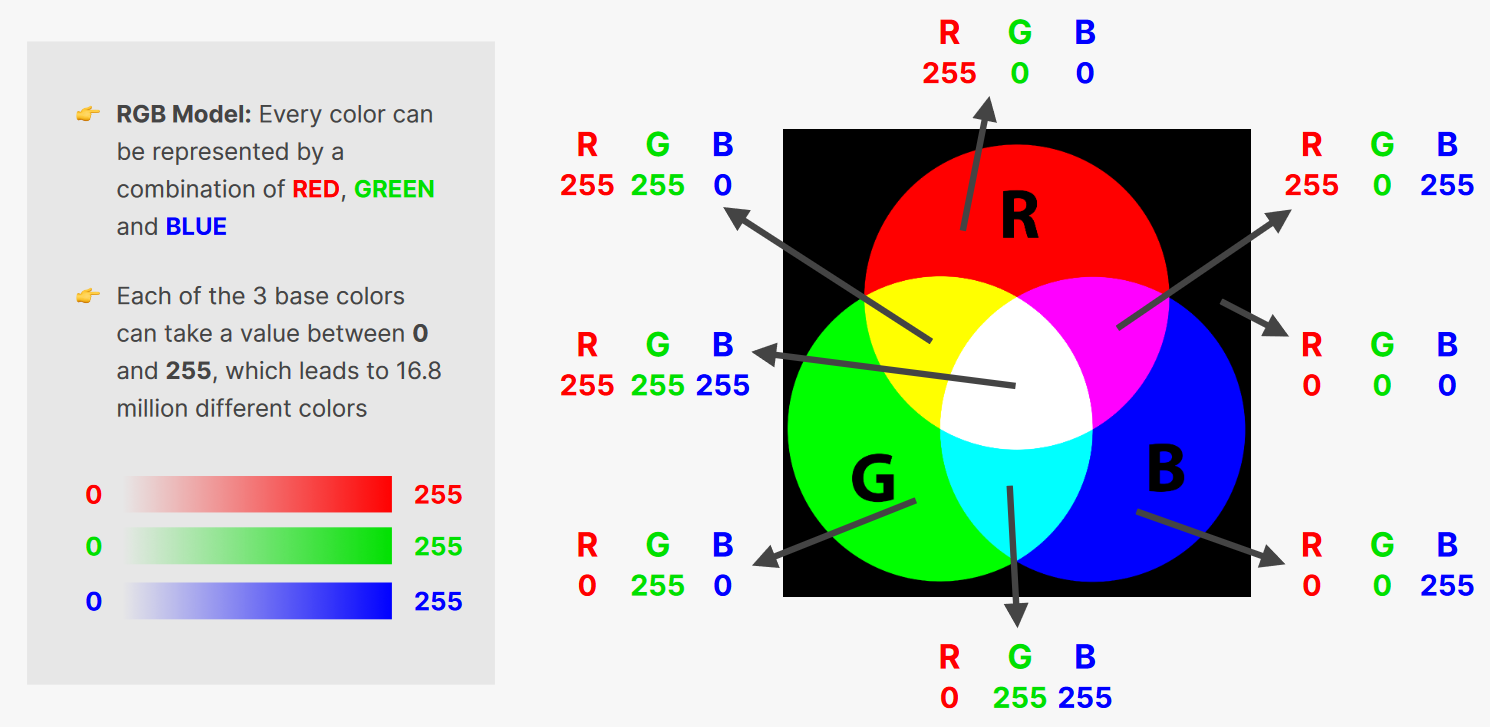 👉 RGB Model: Every color can
be represented by a
combination of RED, GREEN
and BLUE
👉 Each of the 3 base colors
can take a value between 0
and 255, which leads to 16.8
million different colors
0 255
0 255
0 255
R G B
255 0 0
R G B
255 255 0
R G B
255 0 255
R
R G B
255 255 255
R G B
0 0 0
G
B
R G B
0 255 0
R G B
0 0 255
R G B
0 255 255